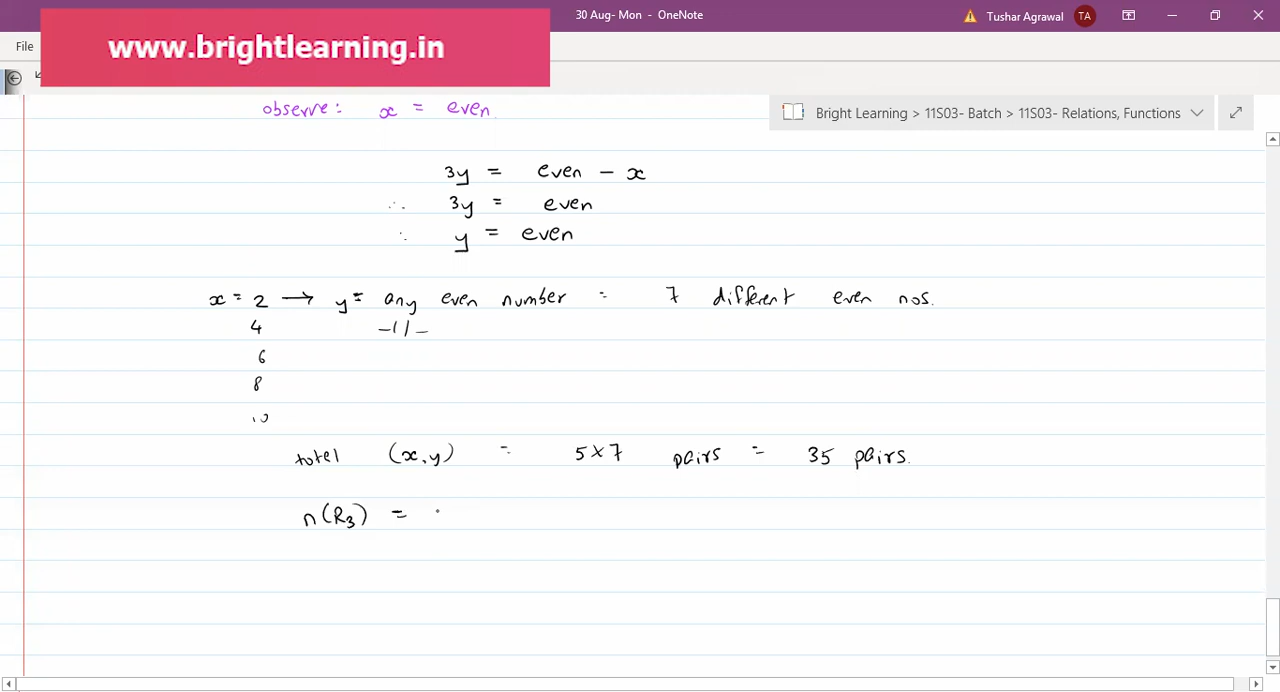 30 Aug- Mon - OneNote
Tushar Agrawal TA
File
www.brightlearning.in
Bright Learning > 11S03- Batch > 11S03- Relations, Functions
observe: x = even
3y = even - x
∴ 3y = even
∴ y = even
x = 2 → y = any even number = 7 different even nos.
4 -11-
6
8
10
total (x,y) = 5×7 pairs = 35 pairs.
n(R₃) =